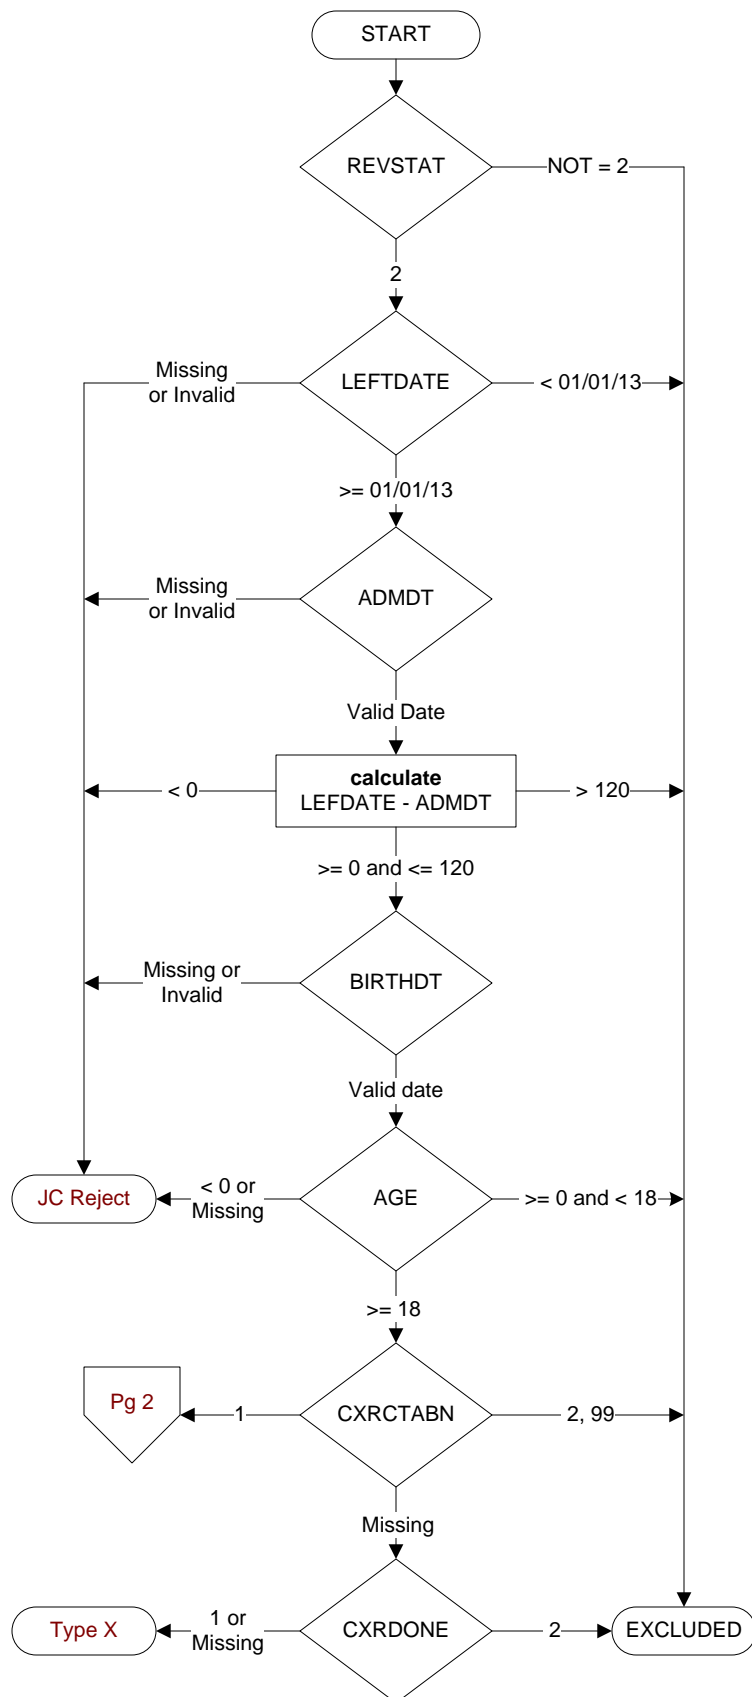 START
REVSTAT
NOT = 2
2
Missing
or Invalid
LEFTDATE
< 01/01/13
>= 01/01/13
Missing
or Invalid
ADMDT
Valid Date
< 0
calculate
LEFDATE - ADMDT
> 120
>= 0 and <= 120
Missing or
Invalid
BIRTHDT
Valid date
JC Reject
< 0 or
Missing
AGE
>= 0 and < 18
>= 18
Pg 2
1
CXRCTABN
2, 99
Missing
Type X
1 or
Missing
CXRDONE
2
EXCLUDED